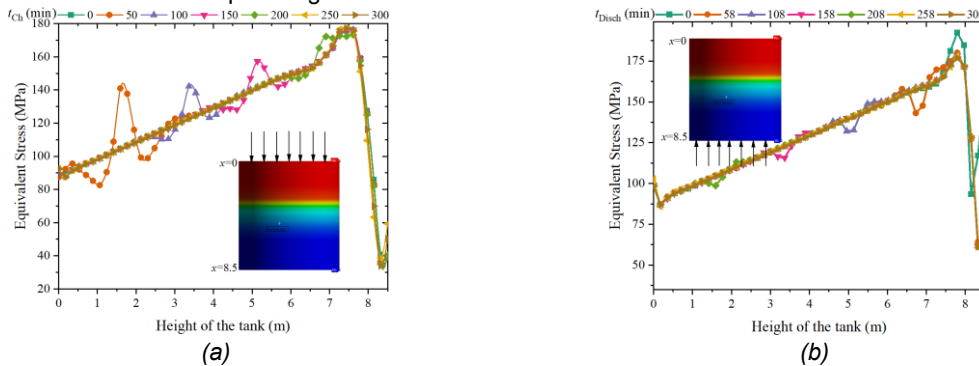 t_Ch (min) 0 50 100 150 200 250 300
180
160
140
120
100
80
60
40
20
Equivalent Stress (MPa)
x=0
x=8.5
0 1 2 3 4 5 6 7 8
Height of the tank (m)
(a)
t_Disch (min) 0 58 108 158 208 258 30
175
150
125
100
75
50
Equivalent Stress (MPa)
x=0
x=8.5
0 1 2 3 4 5 6 7 8
Height of the tank (m)
(b)